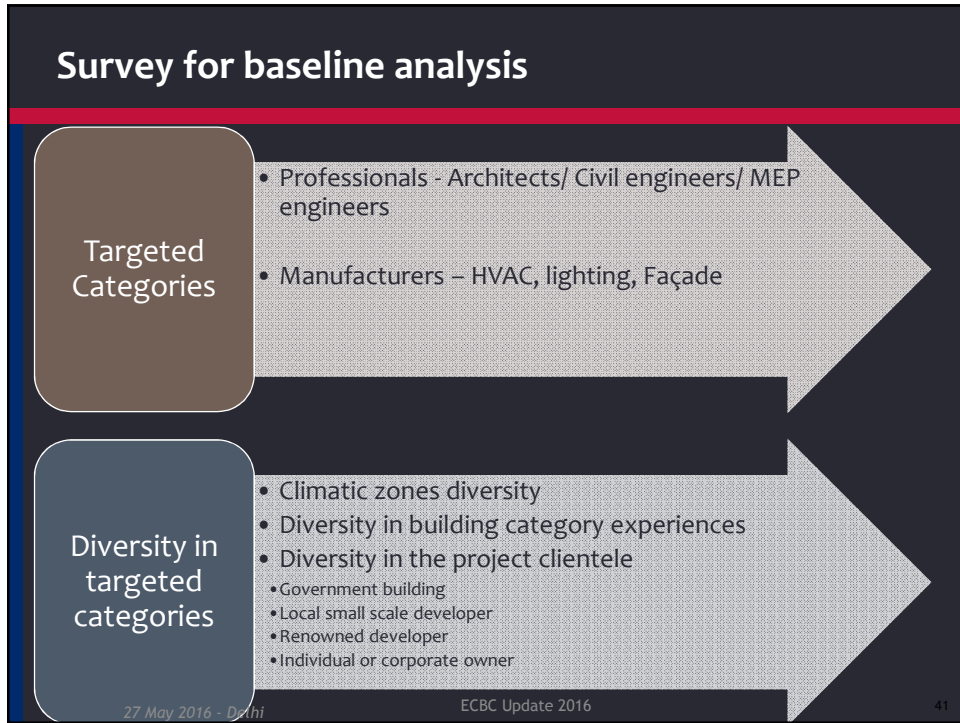 Survey for baseline analysis
Targeted
Categories
• Professionals - Architects/ Civil engineers/ MEP
engineers
• Manufacturers – HVAC, lighting, Façade
Diversity in
targeted
categories
• Climatic zones diversity
• Diversity in building category experiences
• Diversity in the project clientele
•Government building
•Local small scale developer
•Renowned developer
•Individual or corporate owner
27 May 2016 - Delhi
ECBC Update 2016
41